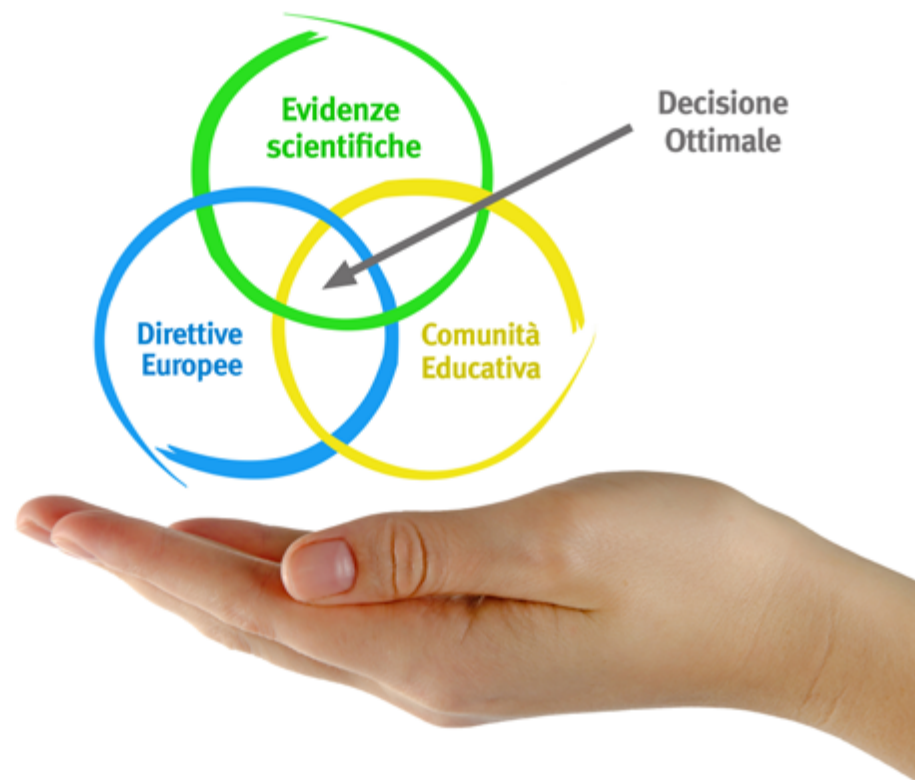 Evidenze
scientifiche
Decisione
Ottimale
Direttive
Europee
Comunità
Educativa